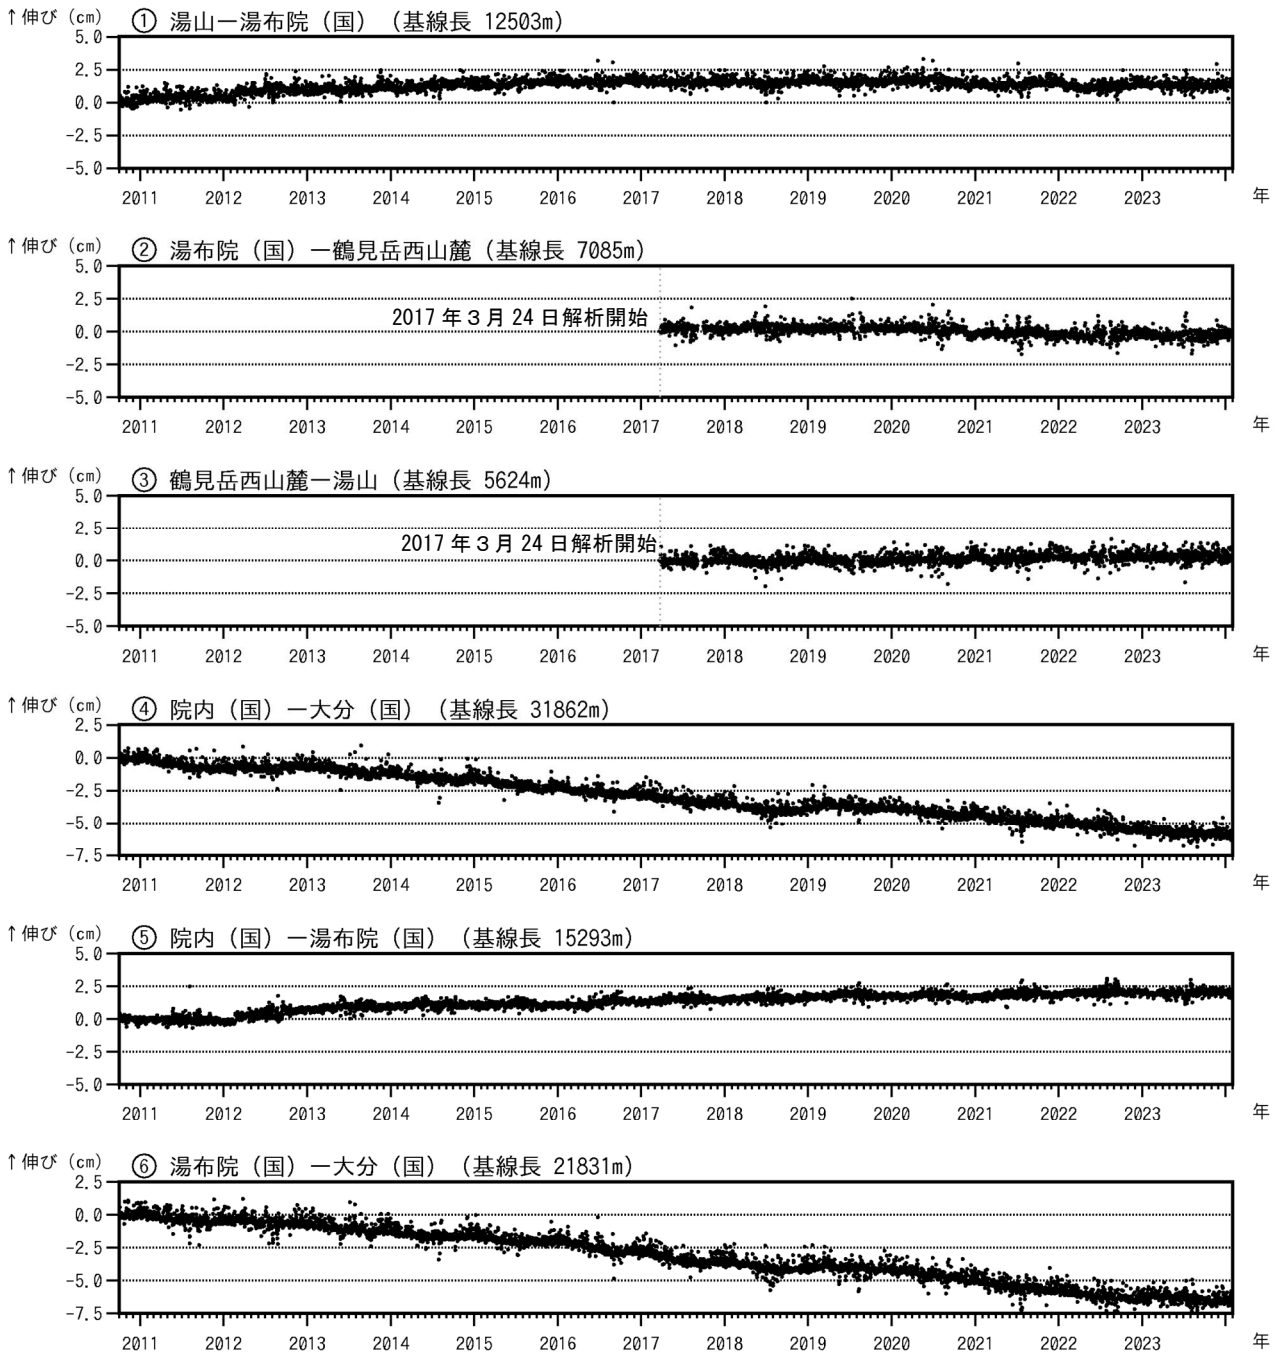 ↑伸び (cm) ① 湯山ー湯布院（国）（基線長 12503m）
5.0
2.5
0.0
-2.5
-5.0
2011 2012 2013 2014 2015 2016 2017 2018 2019 2020 2021 2022 2023 年
↑伸び (cm) ② 湯布院（国）ー鶴見岳西山麓（基線長 7085m）
5.0
2.5
2017 年 3 月 24 日解析開始
0.0
-2.5
-5.0
2011 2012 2013 2014 2015 2016 2017 2018 2019 2020 2021 2022 2023 年
↑伸び (cm) ③ 鶴見岳西山麓ー湯山（基線長 5624m）
5.0
2.5
2017 年 3 月 24 日解析開始
0.0
-2.5
-5.0
2011 2012 2013 2014 2015 2016 2017 2018 2019 2020 2021 2022 2023 年
↑伸び (cm) ④ 院内（国）ー大分（国）（基線長 31862m）
2.5
0.0
-2.5
-5.0
-7.5
2011 2012 2013 2014 2015 2016 2017 2018 2019 2020 2021 2022 2023 年
↑伸び (cm) ⑤ 院内（国）ー湯布院（国）（基線長 15293m）
5.0
2.5
0.0
-2.5
-5.0
2011 2012 2013 2014 2015 2016 2017 2018 2019 2020 2021 2022 2023 年
↑伸び (cm) ⑥ 湯布院（国）ー大分（国）（基線長 21831m）
2.5
0.0
-2.5
-5.0
-7.5
2011 2012 2013 2014 2015 2016 2017 2018 2019 2020 2021 2022 2023 年